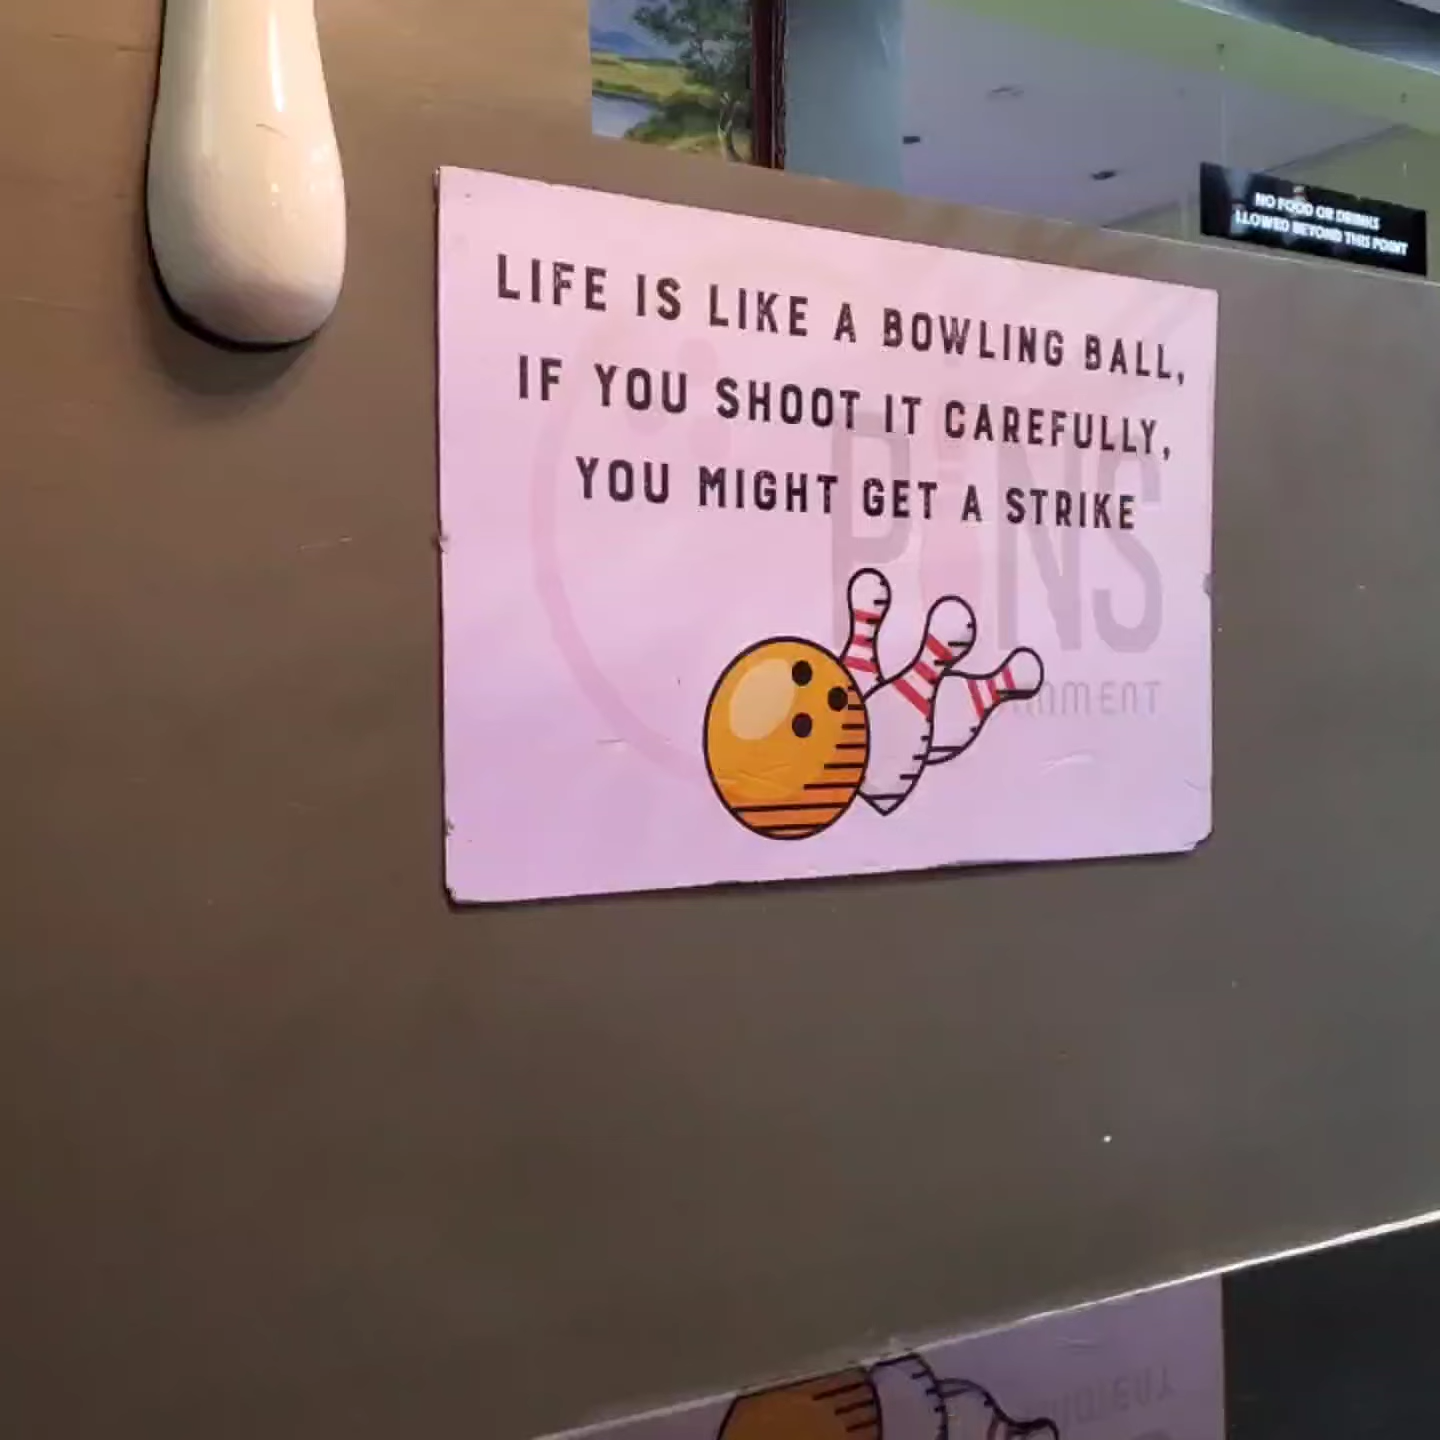 LIFE IS LIKE A BOWLING BALL,
IF YOU SHOOT IT CAREFULLY,
YOU MIGHT GET A STRIKE
PiNS
NO FOOD OR DRINKS
LLOWED BEYOND THIS POINT